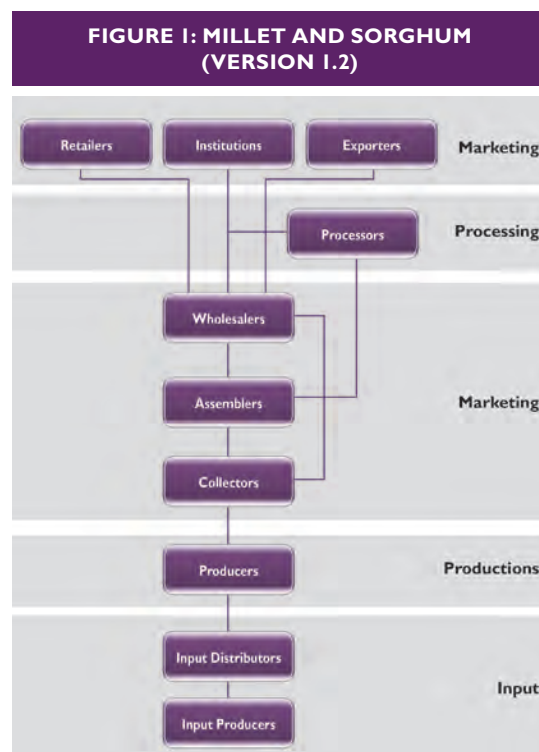 FIGURE 1: MILLET AND SORGHUM
(VERSION 1.2)
Retailers
Institutions
Exporters
Marketing
Processors
Processing
Wholesalers
Assemblers
Marketing
Collectors
Producers
Productions
Input Distributors
Input
Input Producers